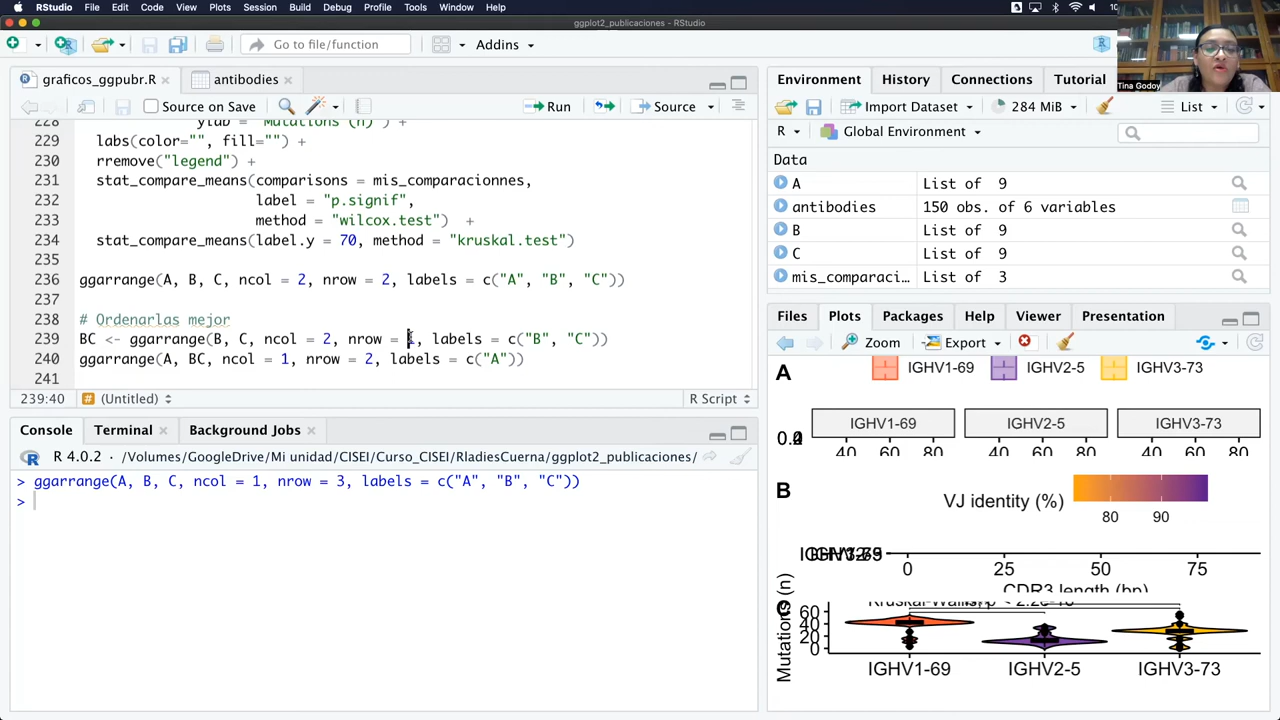 RStudio File Edit Code View Plots Session Build Debug Profile Tools Window Help
ggplot2_publicaciones - RStudio
Go to file/function Addins
graficos_ggpubr.R antibodies
Source on Save Run Source
228 ylab = "Mutations (n)") +
229 labs(color="", fill="") +
230 rremove("legend") +
231 stat_compare_means(comparisons = mis_comparacionnes,
232 label = "p.signif",
233 method = "wilcox.test") +
234 stat_compare_means(label.y = 70, method = "kruskal.test")
235
236 ggarrange(A, B, C, ncol = 2, nrow = 2, labels = c("A", "B", "C"))
237
238 # Ordenarlas mejor
239 BC <- ggarrange(B, C, ncol = 2, nrow = 1, labels = c("B", "C"))
240 ggarrange(A, BC, ncol = 1, nrow = 2, labels = c("A"))
241
239:40 # (Untitled) R Script
Console Terminal Background Jobs
R 4.0.2 · /Volumes/GoogleDrive/Mi unidad/CISEI/Curso_CISEI/RladiesCuerna/ggplot2_publicaciones/
> ggarrange(A, B, C, ncol = 1, nrow = 3, labels = c("A", "B", "C"))
>
Tina Godoy
Environment History Connections Tutorial
Import Dataset 284 MiB List
R Global Environment
Data
A List of 9
antibodies 150 obs. of 6 variables
B List of 9
C List of 9
mis_comparaci... List of 3
Files Plots Packages Help Viewer Presentation
Zoom Export
A IGHV1-69 IGHV2-5 IGHV3-73
IGHV1-69 IGHV2-5 IGHV3-73
40 60 80 40 60 80 40 60 80
B
VJ identity (%)
80 90
0 25 50 75
CDR3 length (bp)
Mutations (n)
60
40
20
0
IGHV1-69 IGHV2-5 IGHV3-73